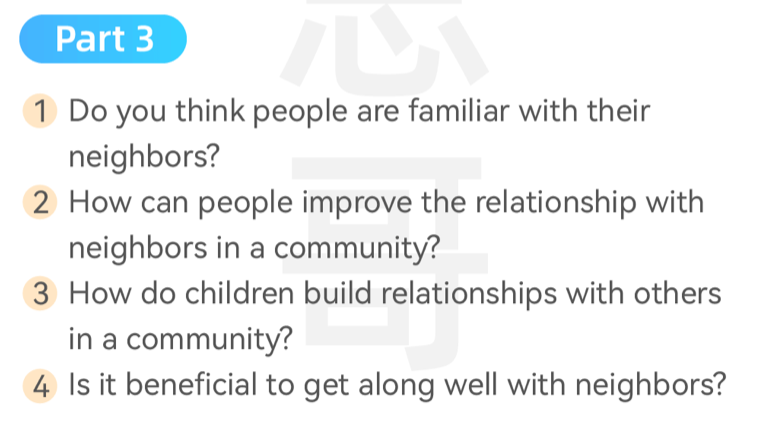 Part 3
1 Do you think people are familiar with their
neighbors?
2 How can people improve the relationship with
neighbors in a community?
3 How do children build relationships with others
in a community?
4 Is it beneficial to get along well with neighbors?
哥